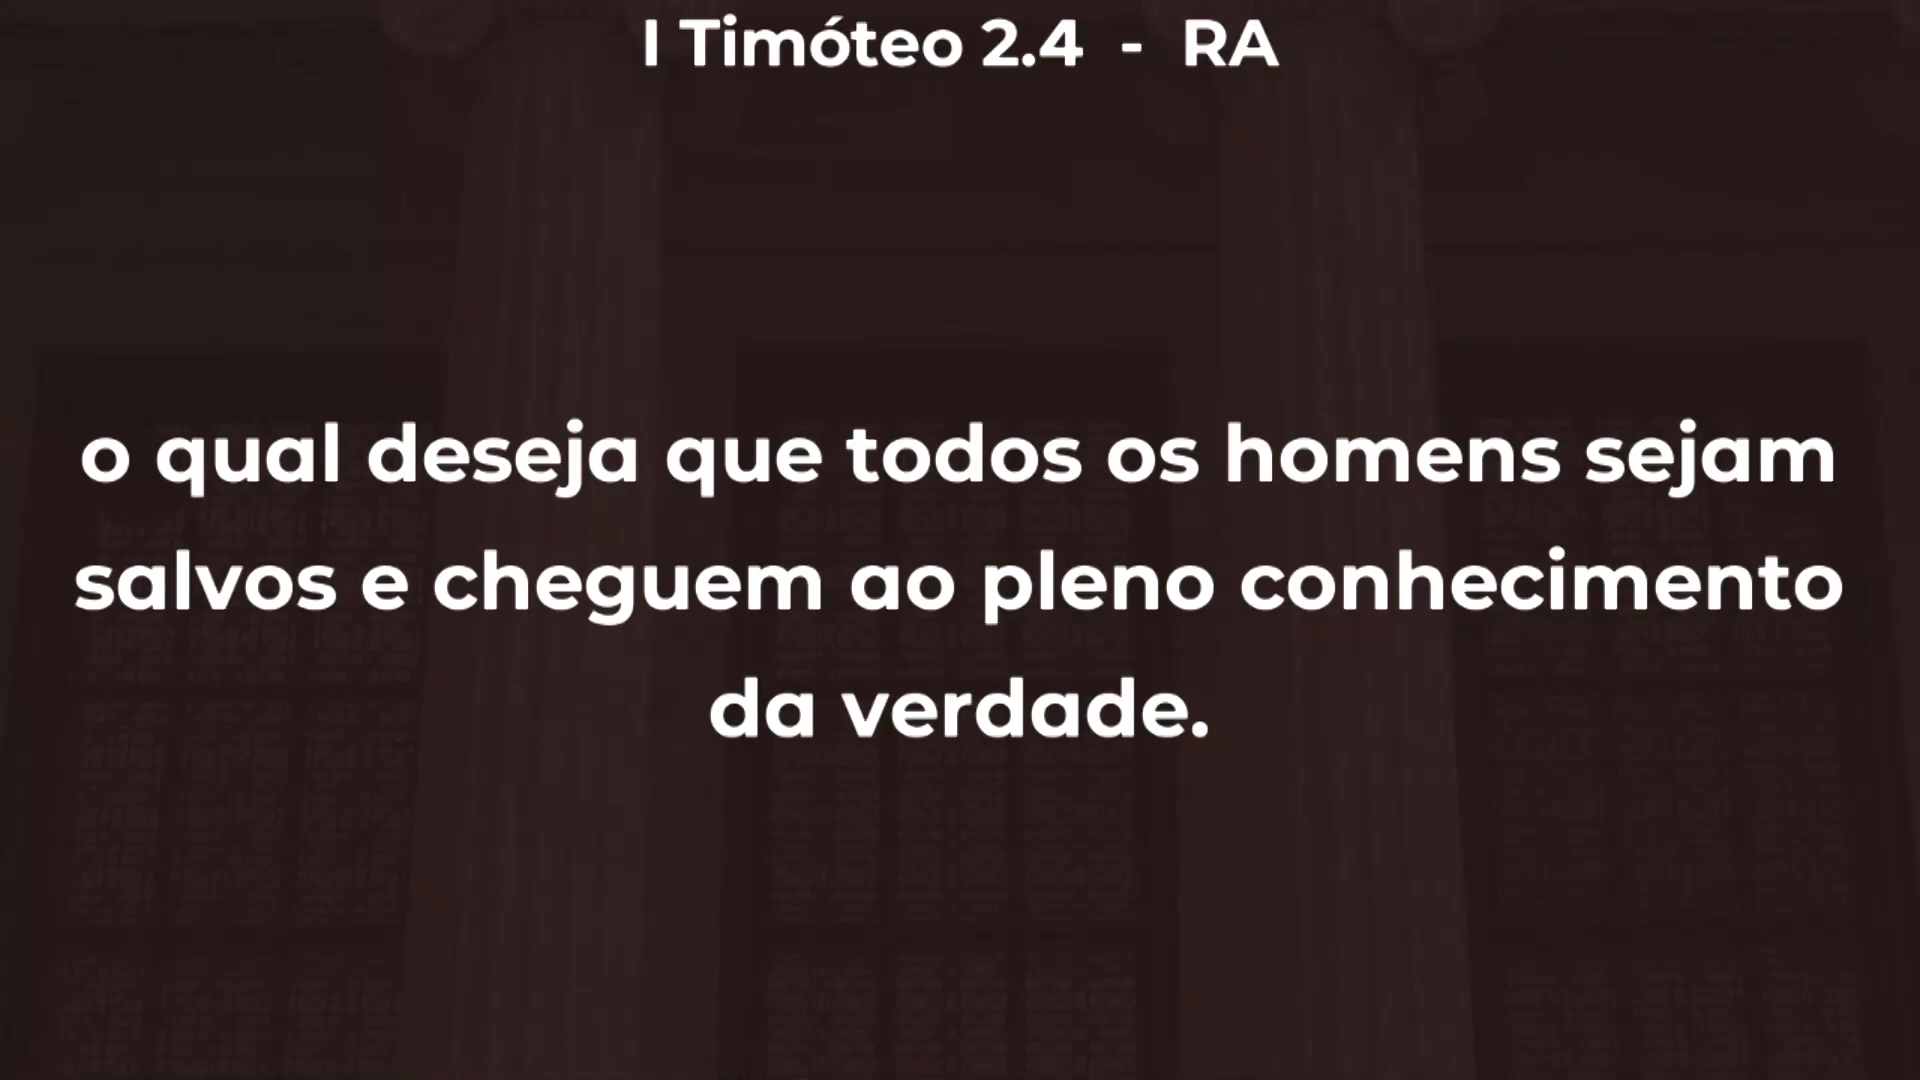 I Timóteo 2.4 - RA
o qual deseja que todos os homens sejam
salvos e cheguem ao pleno conhecimento
da verdade.